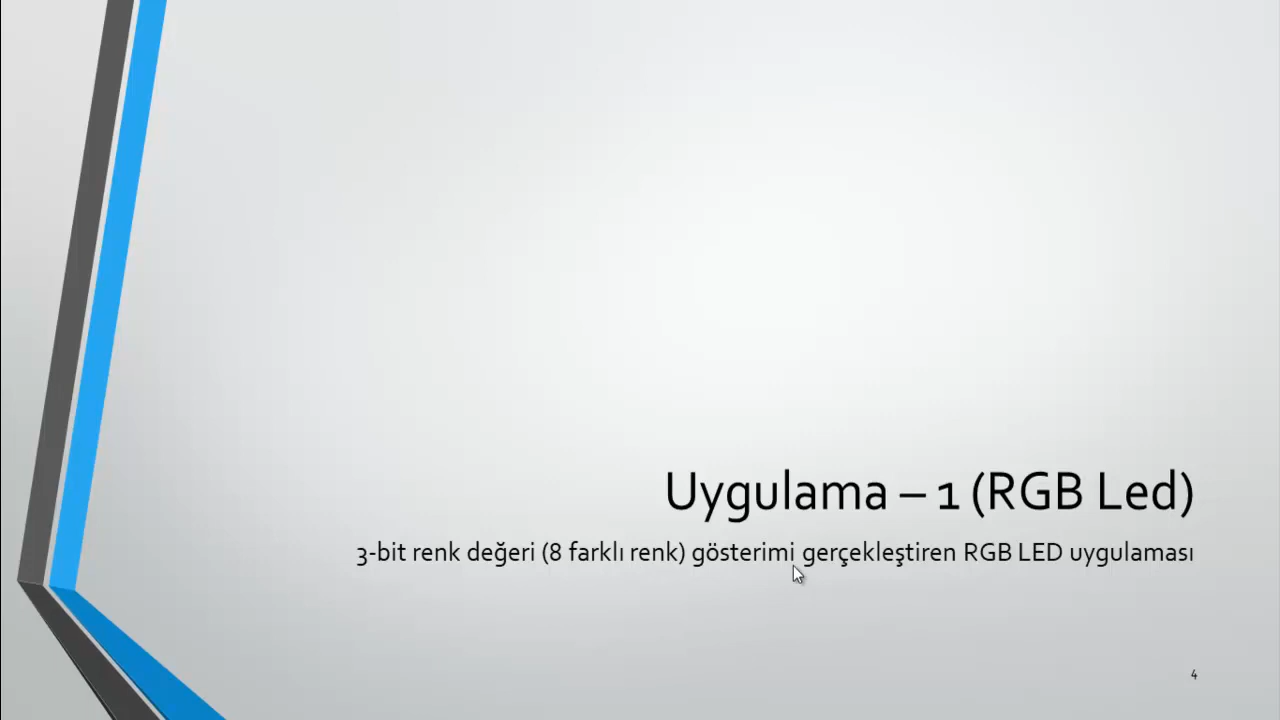 Uygulama – 1 (RGB Led)
3-bit renk değeri (8 farklı renk) gösterimi gerçekleştiren RGB LED uygulaması
4